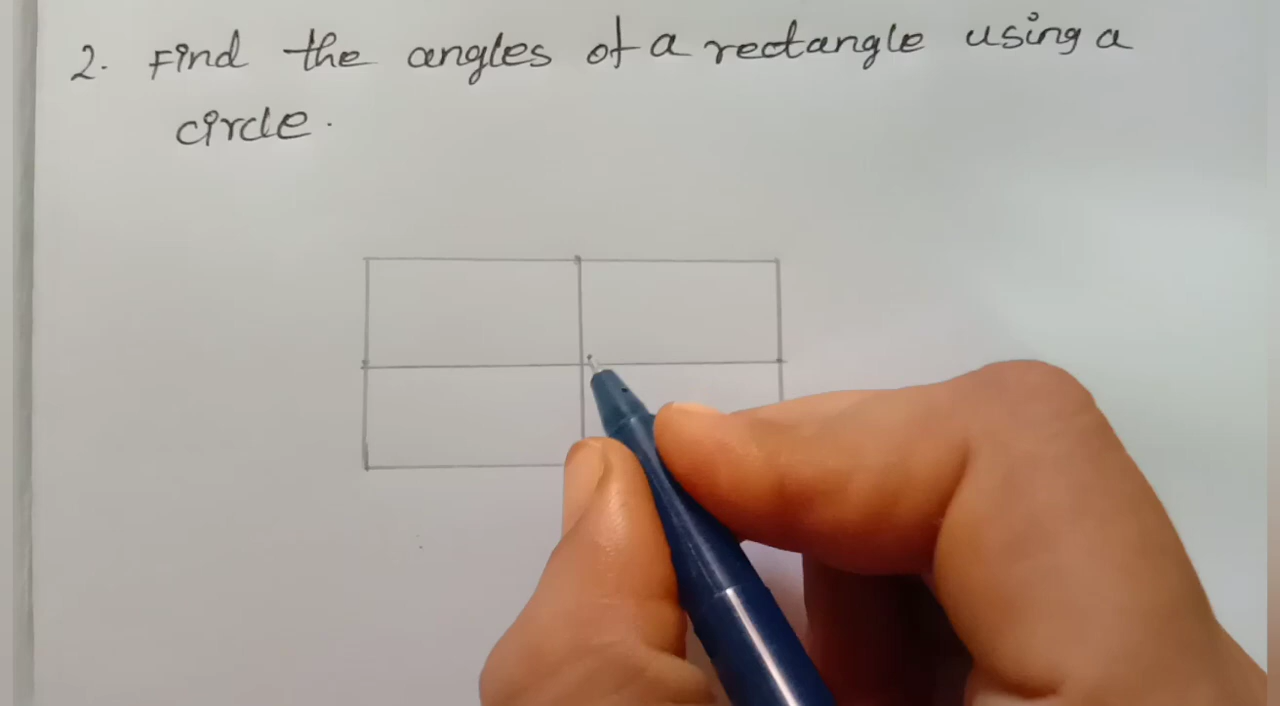 2. Find the angles of a rectangle using a
circle.